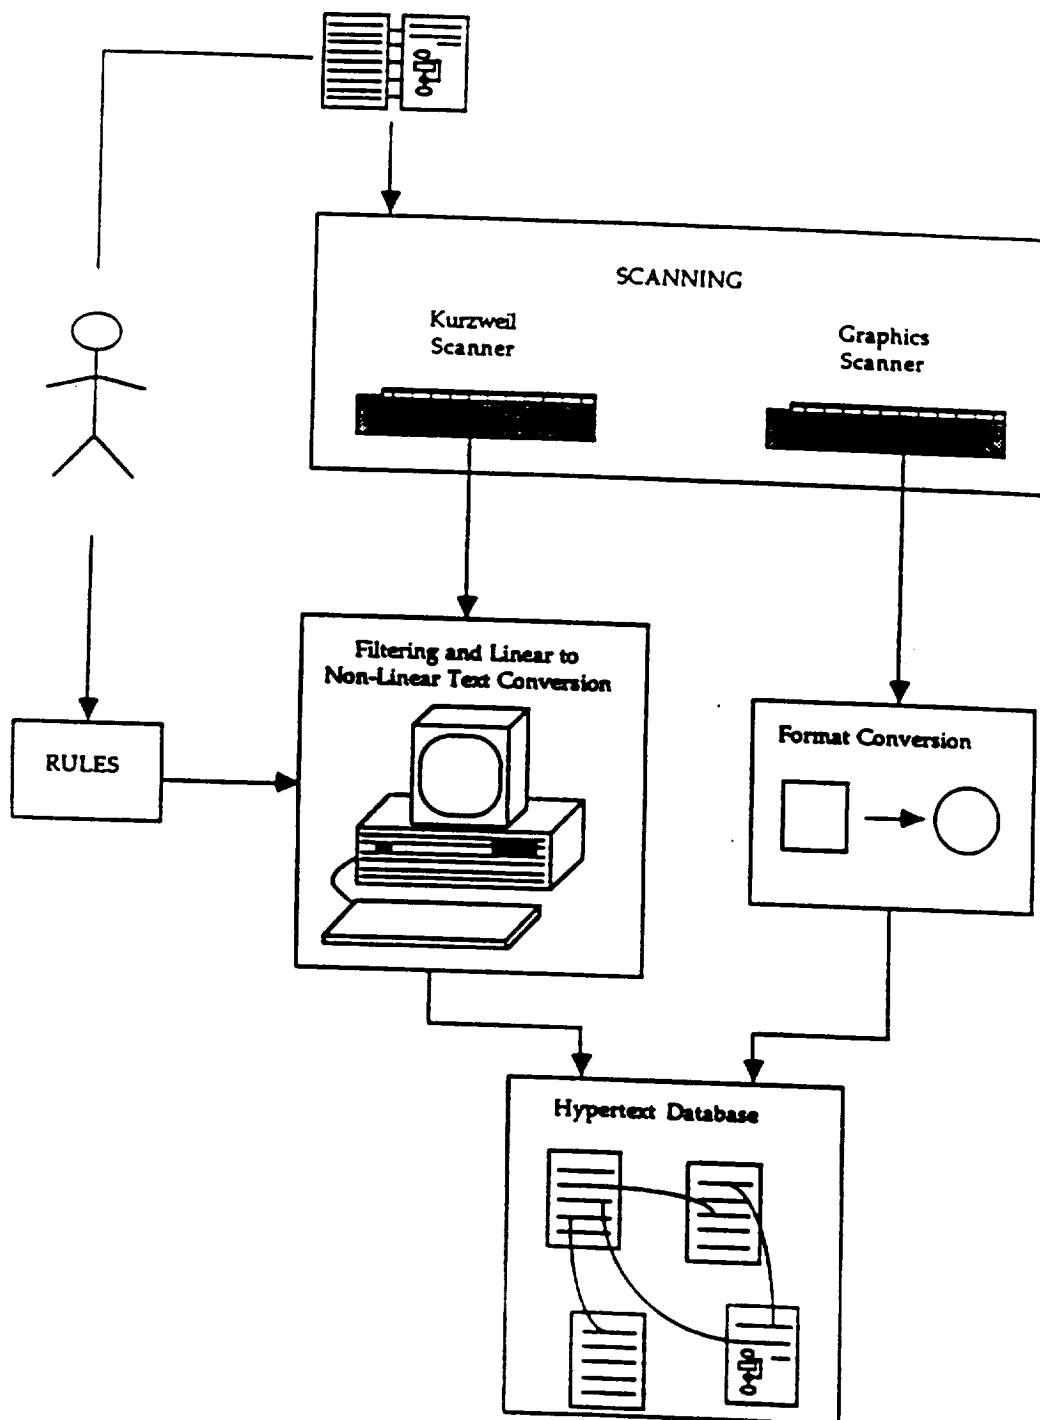 SCANNING
Kurzweil
Scanner
Graphics
Scanner
Filtering and Linear to
Non-Linear Text Conversion
Format Conversion
RULES
Hypertext Database